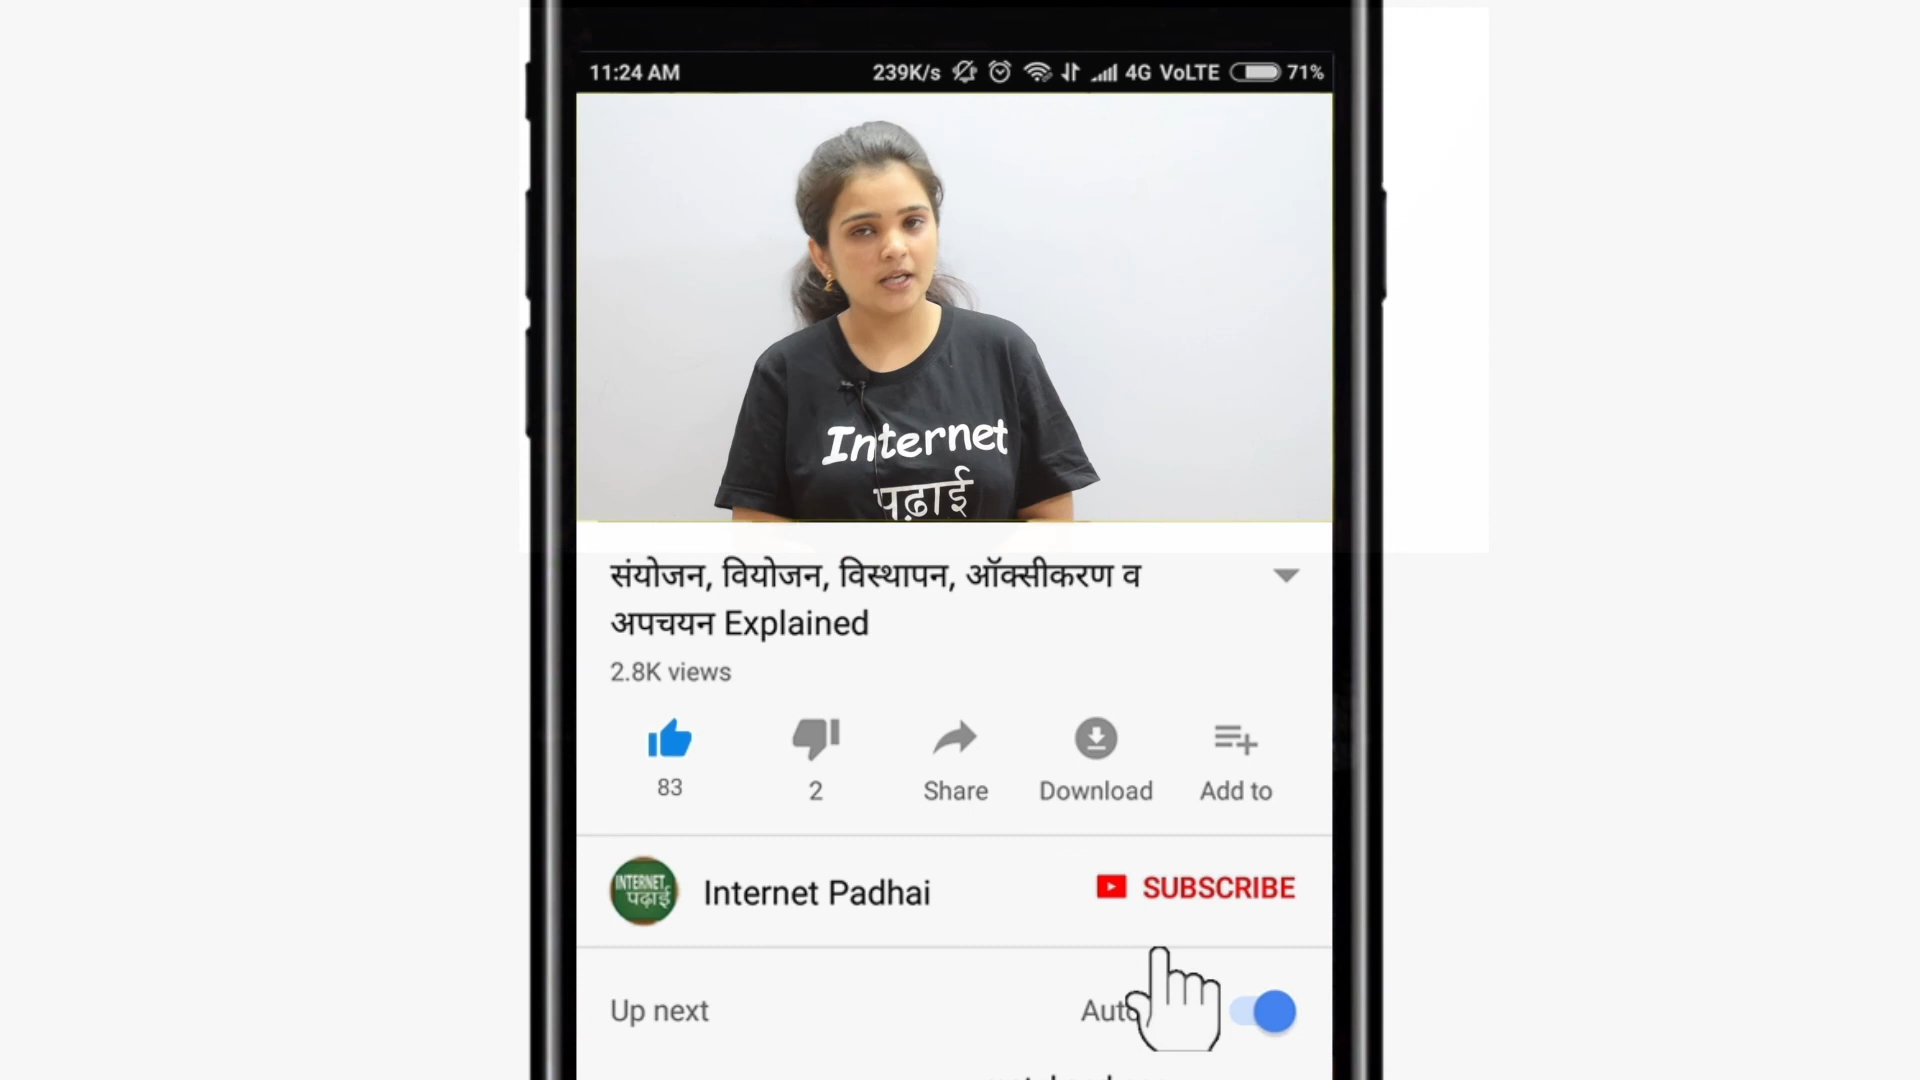 11:24 AM 239K/s 4G VoLTE 71%
Internet
पढ़ाई
संयोजन, वियोजन, विस्थापन, ऑक्सीकरण व
अपचयन Explained
2.8K views
83 2 Share Download Add to
INTERNET
पढ़ाई
Internet Padhai SUBSCRIBE
Up next